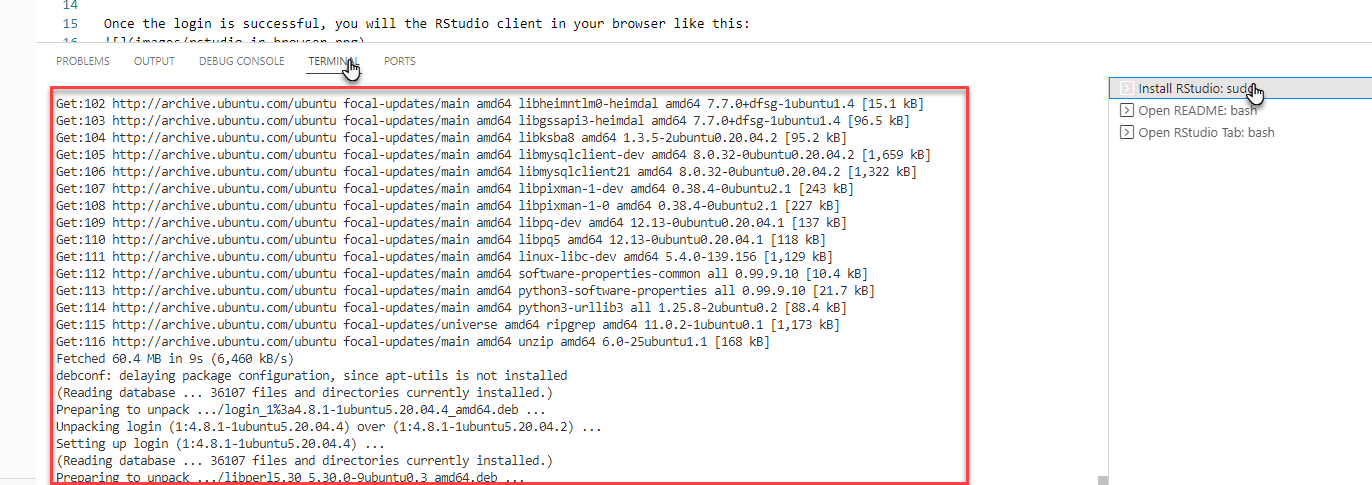 14
15 Once the login is successful, you will the RStudio client in your browser like this:
16 ![](images/rstudio in browser.png)
PROBLEMS OUTPUT DEBUG CONSOLE TERMINAL PORTS
Get:102 http://archive.ubuntu.com/ubuntu focal-updates/main amd64 libheimntlm0-heimdal amd64 7.7.0+dfsg-1ubuntu1.4 [15.1 kB]
Get:103 http://archive.ubuntu.com/ubuntu focal-updates/main amd64 libgssapi3-heimdal amd64 7.7.0+dfsg-1ubuntu1.4 [96.5 kB]
Get:104 http://archive.ubuntu.com/ubuntu focal-updates/main amd64 libksba8 amd64 1.3.5-2ubuntu0.20.04.2 [95.2 kB]
Get:105 http://archive.ubuntu.com/ubuntu focal-updates/main amd64 libmysqlclient-dev amd64 8.0.32-0ubuntu0.20.04.2 [1,659 kB]
Get:106 http://archive.ubuntu.com/ubuntu focal-updates/main amd64 libmysqlclient21 amd64 8.0.32-0ubuntu0.20.04.2 [1,322 kB]
Get:107 http://archive.ubuntu.com/ubuntu focal-updates/main amd64 libpixman-1-dev amd64 0.38.4-0ubuntu2.1 [243 kB]
Get:108 http://archive.ubuntu.com/ubuntu focal-updates/main amd64 libpixman-1-0 amd64 0.38.4-0ubuntu2.1 [227 kB]
Get:109 http://archive.ubuntu.com/ubuntu focal-updates/main amd64 libpq-dev amd64 12.13-0ubuntu0.20.04.1 [137 kB]
Get:110 http://archive.ubuntu.com/ubuntu focal-updates/main amd64 libpq5 amd64 12.13-0ubuntu0.20.04.1 [118 kB]
Get:111 http://archive.ubuntu.com/ubuntu focal-updates/main amd64 linux-libc-dev amd64 5.4.0-139.156 [1,129 kB]
Get:112 http://archive.ubuntu.com/ubuntu focal-updates/main amd64 software-properties-common all 0.99.9.10 [10.4 kB]
Get:113 http://archive.ubuntu.com/ubuntu focal-updates/main amd64 python3-software-properties all 0.99.9.10 [21.7 kB]
Get:114 http://archive.ubuntu.com/ubuntu focal-updates/main amd64 python3-urllib3 all 1.25.8-2ubuntu0.2 [88.4 kB]
Get:115 http://archive.ubuntu.com/ubuntu focal-updates/universe amd64 ripgrep amd64 11.0.2-1ubuntu0.1 [1,173 kB]
Get:116 http://archive.ubuntu.com/ubuntu focal-updates/main amd64 unzip amd64 6.0-25ubuntu1.1 [168 kB]
Fetched 60.4 MB in 9s (6,460 kB/s)
debconf: delaying package configuration, since apt-utils is not installed
(Reading database ... 36107 files and directories currently installed.)
Preparing to unpack .../login_1%3a4.8.1-1ubuntu5.20.04.4_amd64.deb ...
Unpacking login (1:4.8.1-1ubuntu5.20.04.4) over (1:4.8.1-1ubuntu5.20.04.2) ...
Setting up login (1:4.8.1-1ubuntu5.20.04.4) ...
(Reading database ... 36107 files and directories currently installed.)
Preparing to unpack .../libperl5.30 5.30.0-9ubuntu0.3 amd64.deb ...
Install RStudio: sudo
Open README: bash
Open RStudio Tab: bash